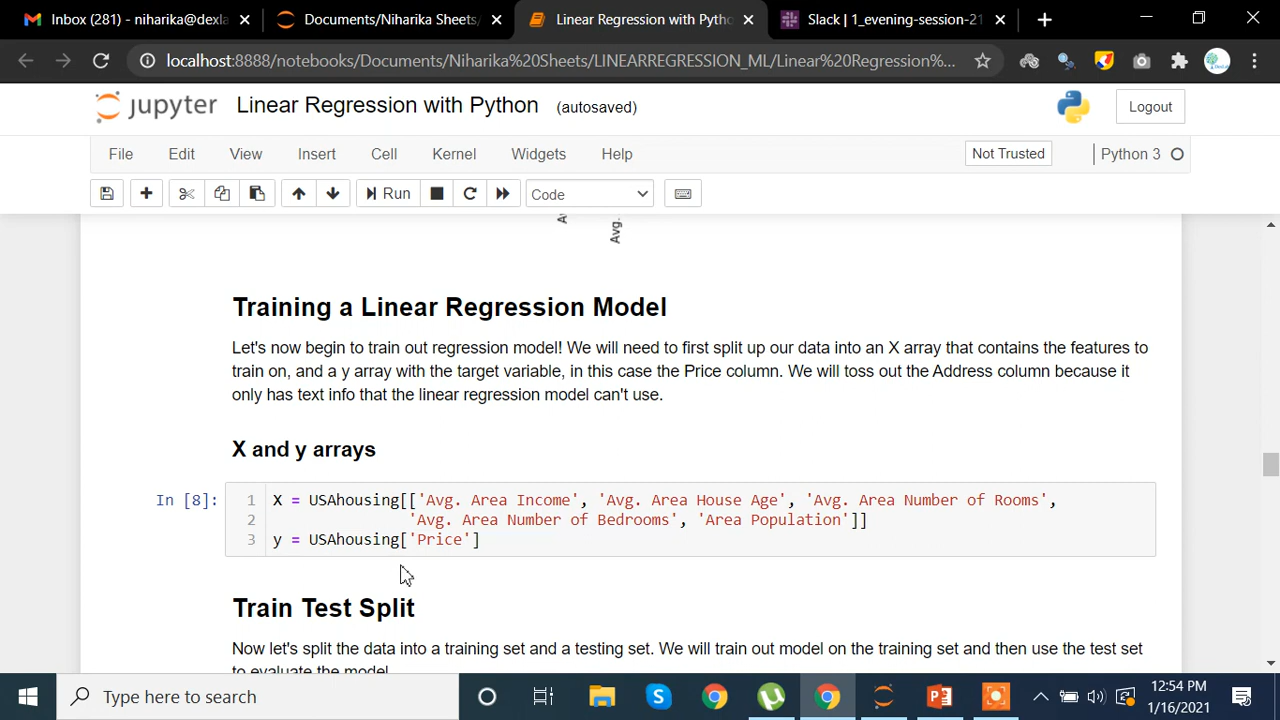 Inbox (281) - niharika@dexla
Documents/Niharika Sheets/
Linear Regression with Pytho
Slack | 1_evening-session-21
localhost:8888/notebooks/Documents/Niharika%20Sheets/LINEARREGRESSION_ML/Linear%20Regression%...
jupyter Linear Regression with Python (autosaved)
Logout
File Edit View Insert Cell Kernel Widgets Help
Not Trusted
Python 3
Run
Code
Avg.
Training a Linear Regression Model
Let's now begin to train out regression model! We will need to first split up our data into an X array that contains the features to
train on, and a y array with the target variable, in this case the Price column. We will toss out the Address column because it
only has text info that the linear regression model can't use.
X and y arrays
In [8]:
1 X = USAhousing[['Avg. Area Income', 'Avg. Area House Age', 'Avg. Area Number of Rooms',
2 'Avg. Area Number of Bedrooms', 'Area Population']]
3 y = USAhousing['Price']
Train Test Split
Now let's split the data into a training set and a testing set. We will train out model on the training set and then use the test set
to evaluate the model.
Type here to search
12:54 PM
1/16/2021